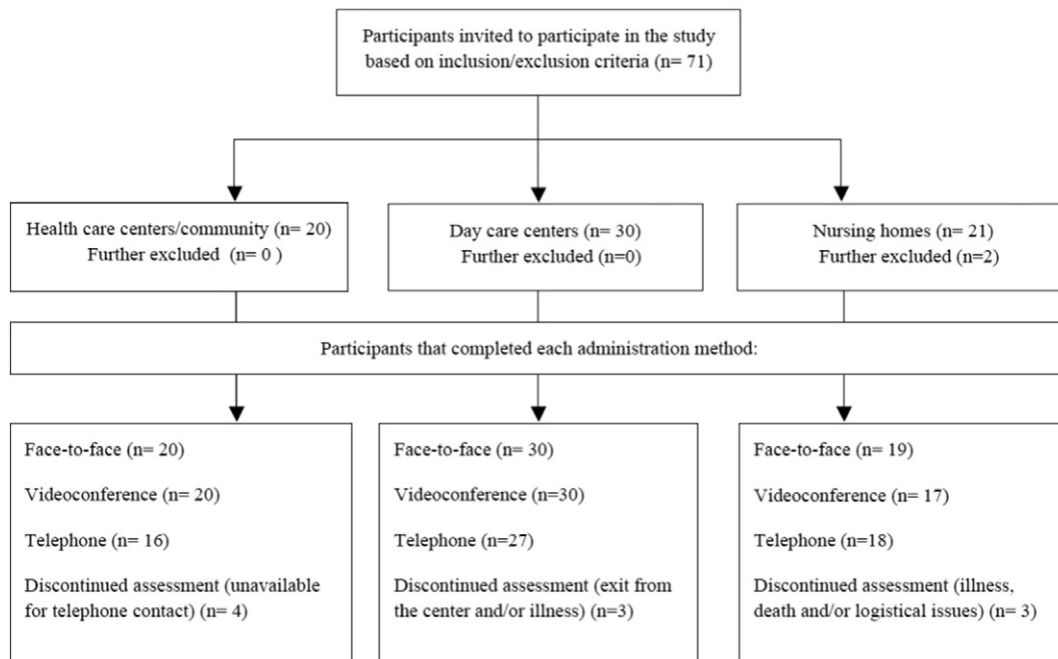 Participants invited to participate in the study
based on inclusion/exclusion criteria (n= 71)
Health care centers/community (n= 20)
Further excluded (n= 0 )
Day care centers (n= 30)
Further excluded (n=0)
Nursing homes (n= 21)
Further excluded (n=2)
Participants that completed each administration method:
Face-to-face (n= 20)
Videoconference (n= 20)
Telephone (n= 16)
Discontinued assessment (unavailable
for telephone contact) (n= 4)
Face-to-face (n= 30)
Videoconference (n=30)
Telephone (n=27)
Discontinued assessment (exit from
the center and/or illness) (n=3)
Face-to-face (n= 19)
Videoconference (n= 17)
Telephone (n=18)
Discontinued assessment (illness,
death and/or logistical issues) (n= 3)